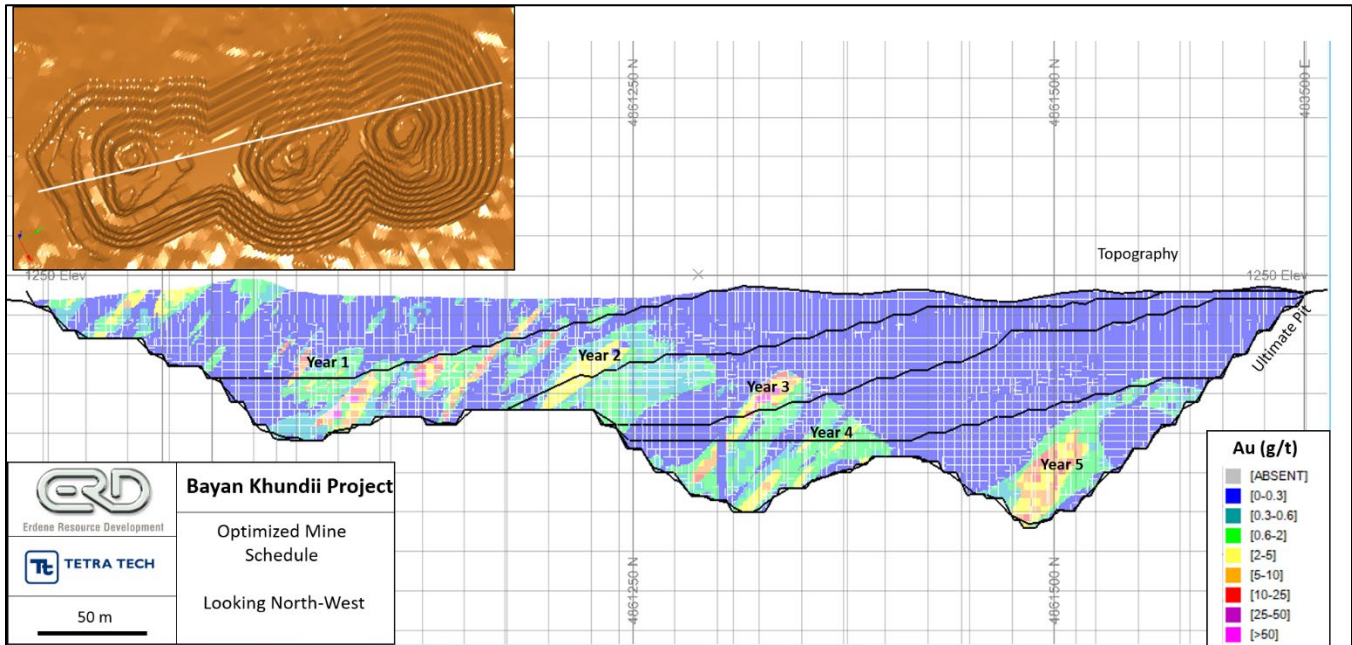 4861250 N
4861500 N
483500 E
Topography
1250 Elev
1250 Elev
Ultimate Pit
Year 1
Year 2
Year 3
Year 4
Year 5
ERD
Erdene Resource Development
Tt TETRA TECH
50 m
Bayan Khundii Project
Optimized Mine
Schedule
Looking North-West
4861250 N
4861500 N
Au (g/t)
[ABSENT]
[0-0.3]
[0.3-0.6]
[0.6-2]
[2-5]
[5-10]
[10-25]
[25-50]
[>50]